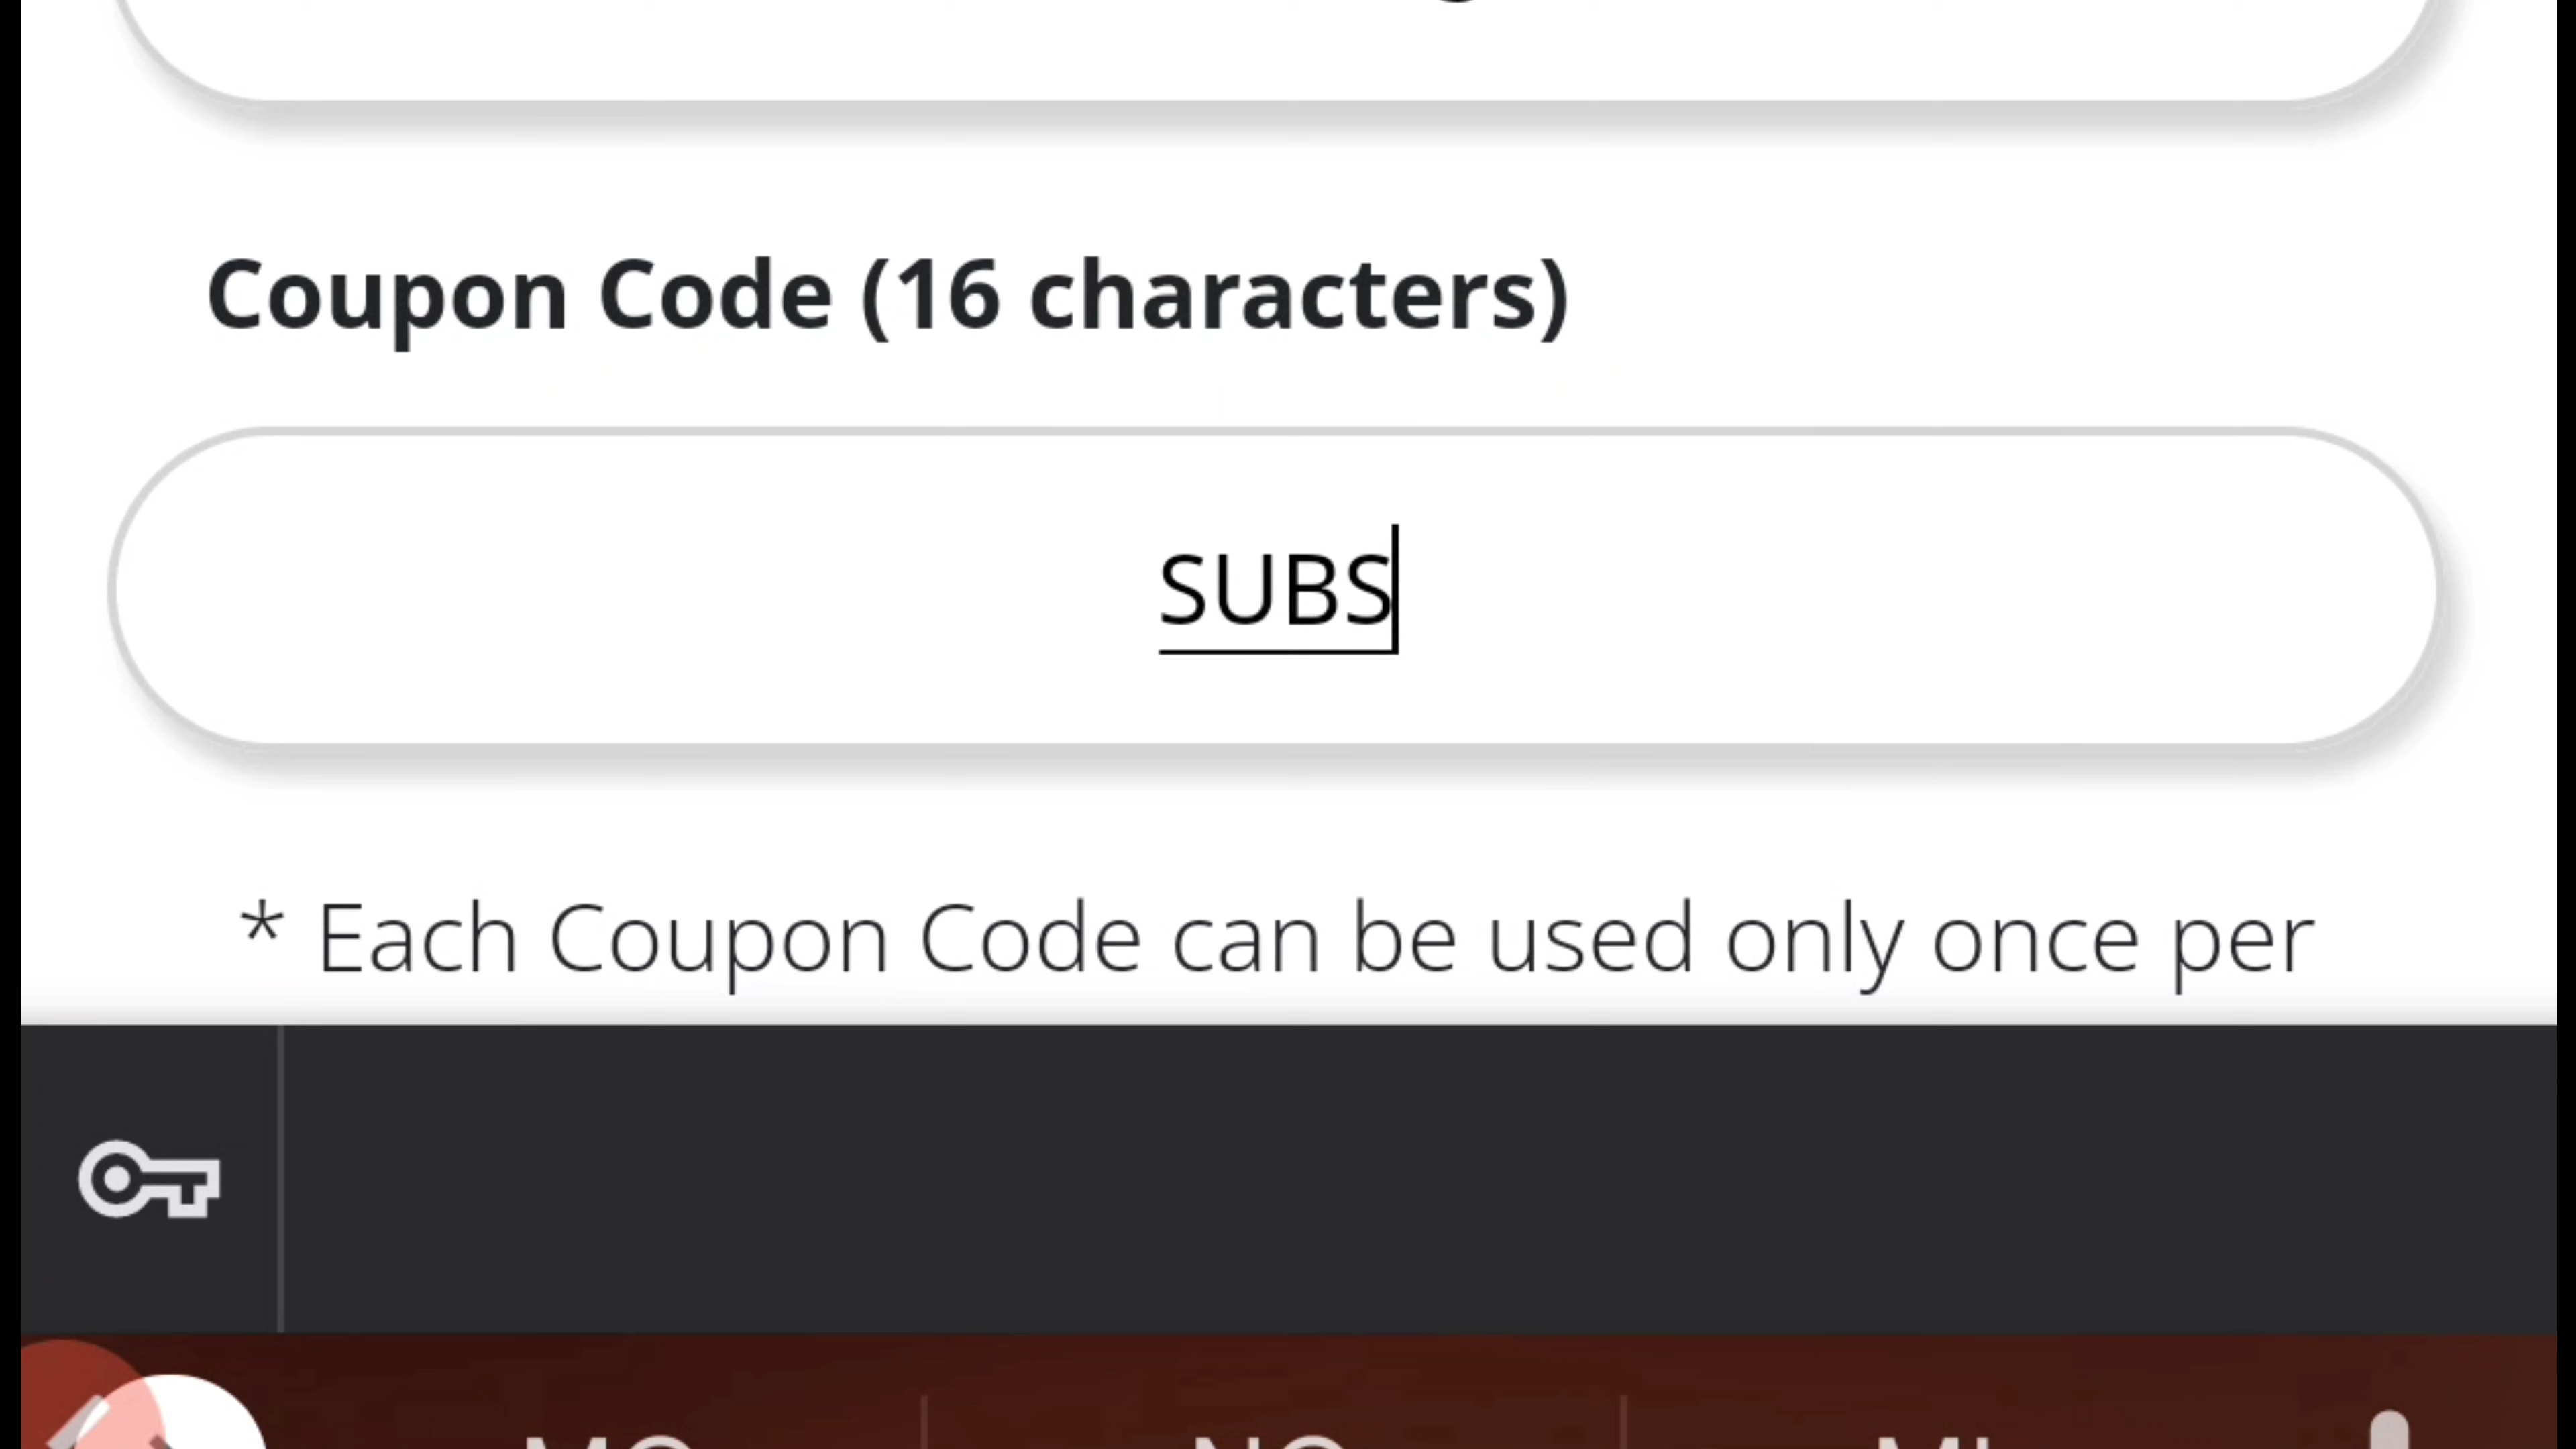 Coupon Code (16 characters)
SUBS
* Each Coupon Code can be used only once per